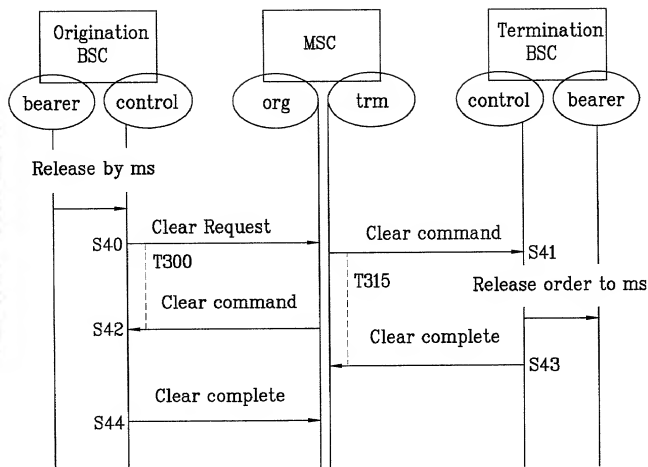 Origination
BSC
MSC
Termination
BSC
bearer
control
org
trm
control
bearer
Release by ms
Clear Request
S40
T300
Clear command
S41
T315
Release order to ms
Clear command
S42
Clear complete
S43
Clear complete
S44